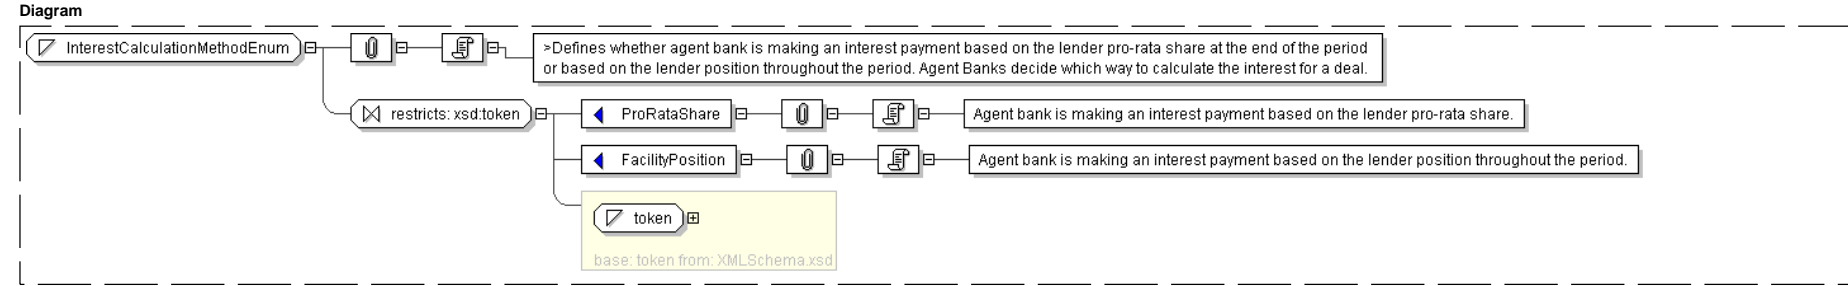 Diagram
InterestCalculationMethodEnum
>Defines whether agent bank is making an interest payment based on the lender pro-rata share at the end of the period
or based on the lender position throughout the period. Agent Banks decide which way to calculate the interest for a deal.
restricts: xsd:token
ProRataShare
Agent bank is making an interest payment based on the lender pro-rata share.
FacilityPosition
Agent bank is making an interest payment based on the lender position throughout the period.
token
base: token from: XMLSchema.xsd